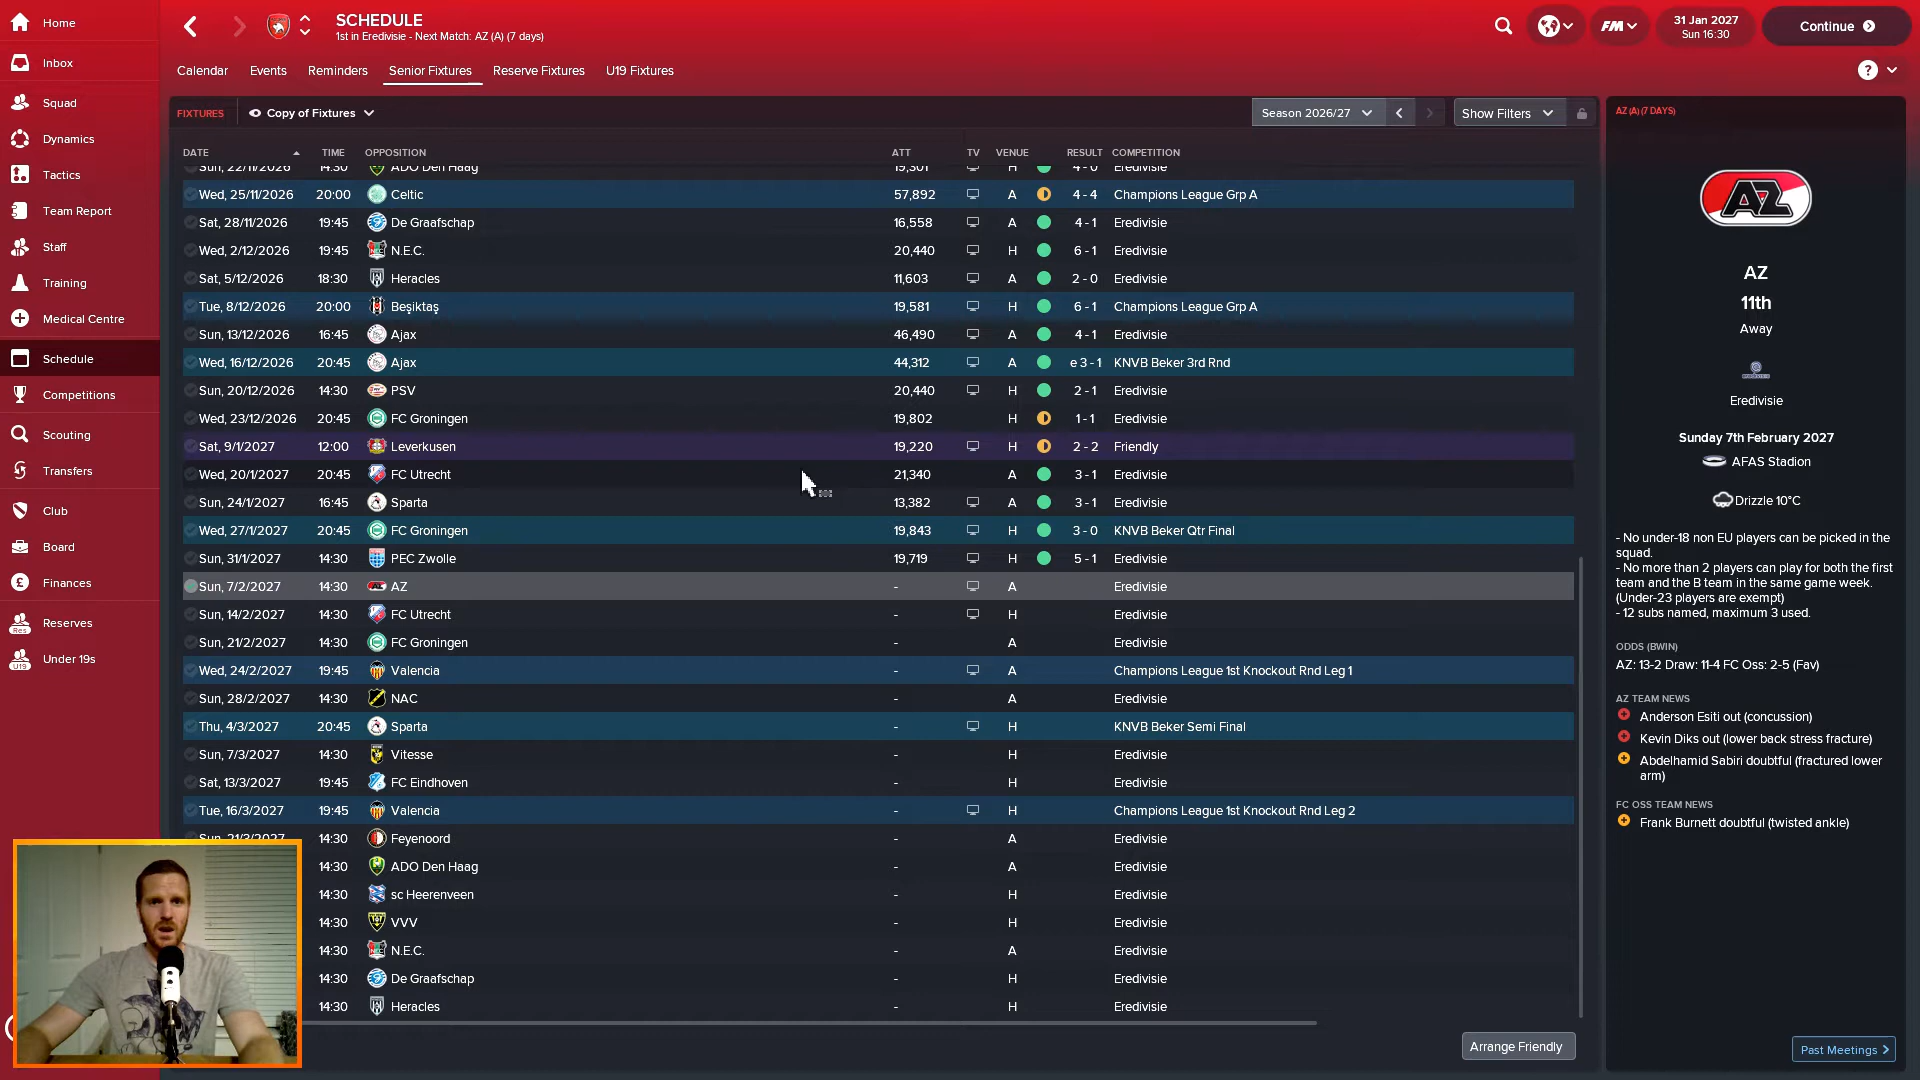 Home
Inbox
Squad
Dynamics
Tactics
Team Report
Staff
Training
Medical Centre
Schedule
Competitions
Scouting
Transfers
Club
Board
Finances
Reserves
Under 19s
SCHEDULE
1st in Eredivisie - Next Match: AZ (A) (7 days)
FM
31 Jan 2027
Sun 16:30
Continue
Calendar Events Reminders Senior Fixtures Reserve Fixtures U19 Fixtures
?
FIXTURES Copy of Fixtures Season 2026/27 Show Filters
DATE TIME OPPOSITION ATT TV VENUE RESULT COMPETITION
Sun, 22/11/2026 14:30 ADO Den Haag 19,301 H 4-0 Eredivisie
Wed, 25/11/2026 20:00 Celtic 57,892 A 4 - 4 Champions League Grp A
Sat, 28/11/2026 19:45 De Graafschap 16,558 A 4 - 1 Eredivisie
Wed, 2/12/2026 19:45 N.E.C. 20,440 H 6 - 1 Eredivisie
Sat, 5/12/2026 18:30 Heracles 11,603 A 2 - 0 Eredivisie
Tue, 8/12/2026 20:00 Beşiktaş 19,581 H 6 - 1 Champions League Grp A
Sun, 13/12/2026 16:45 Ajax 46,490 A 4 - 1 Eredivisie
Wed, 16/12/2026 20:45 Ajax 44,312 A e 3 - 1 KNVB Beker 3rd Rnd
Sun, 20/12/2026 14:30 PSV 20,440 H 2 - 1 Eredivisie
Wed, 23/12/2026 20:45 FC Groningen 19,802 H 1 - 1 Eredivisie
Sat, 9/1/2027 12:00 Leverkusen 19,220 H 2 - 2 Friendly
Wed, 20/1/2027 20:45 FC Utrecht 21,340 A 3 - 1 Eredivisie
Sun, 24/1/2027 16:45 Sparta 13,382 A 3 - 1 Eredivisie
Wed, 27/1/2027 20:45 FC Groningen 19,843 H 3 - 0 KNVB Beker Qtr Final
Sun, 31/1/2027 14:30 PEC Zwolle 19,719 H 5 - 1 Eredivisie
Sun, 7/2/2027 14:30 AZ - A Eredivisie
Sun, 14/2/2027 14:30 FC Utrecht - H Eredivisie
Sun, 21/2/2027 14:30 FC Groningen - A Eredivisie
Wed, 24/2/2027 19:45 Valencia - A Champions League 1st Knockout Rnd Leg 1
Sun, 28/2/2027 14:30 NAC - A Eredivisie
Thu, 4/3/2027 20:45 Sparta - H KNVB Beker Semi Final
Sun, 7/3/2027 14:30 Vitesse - H Eredivisie
Sat, 13/3/2027 19:45 FC Eindhoven - H Eredivisie
Tue, 16/3/2027 19:45 Valencia - H Champions League 1st Knockout Rnd Leg 2
Sun, 21/3/2027 14:30 Feyenoord - A Eredivisie
14:30 ADO Den Haag - A Eredivisie
14:30 sc Heerenveen - H Eredivisie
14:30 VVV - H Eredivisie
14:30 N.E.C. - A Eredivisie
14:30 De Graafschap - H Eredivisie
14:30 Heracles - H Eredivisie
Arrange Friendly
AZ (A) (7 DAYS)
AZ
AZ
11th
Away
Eredivisie
Sunday 7th February 2027
AFAS Stadion
Drizzle 10°C
- No under-18 non EU players can be picked in the
squad.
- No more than 2 players can play for both the first
team and the B team in the same game week.
(Under-23 players are exempt)
- 12 subs named, maximum 3 used.
ODDS (BWIN)
AZ: 13-2 Draw: 11-4 FC Oss: 2-5 (Fav)
AZ TEAM NEWS
Anderson Esiti out (concussion)
Kevin Diks out (lower back stress fracture)
Abdelhamid Sabiri doubtful (fractured lower
arm)
FC OSS TEAM NEWS
Frank Burnett doubtful (twisted ankle)
Past Meetings